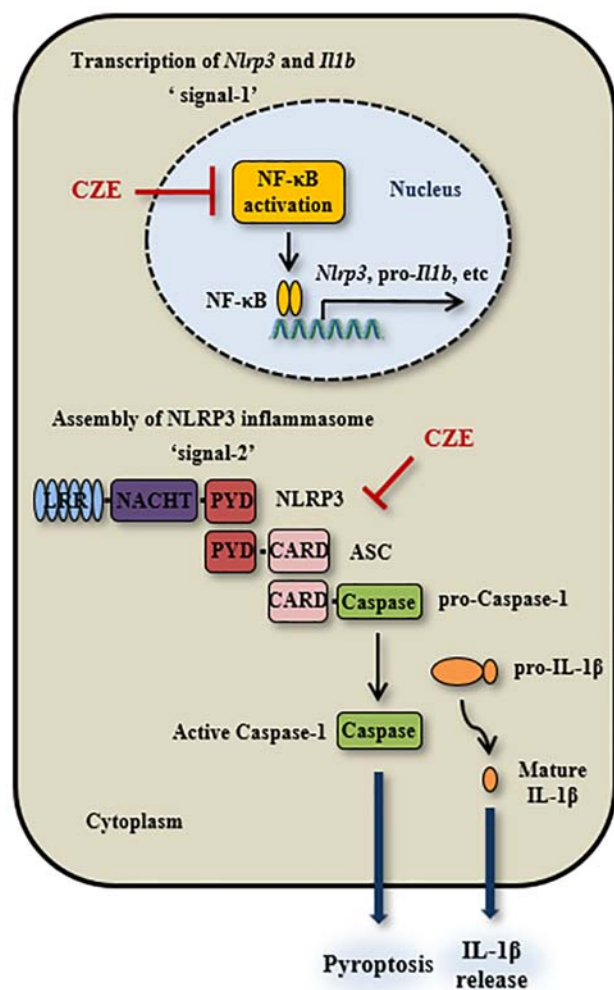 Transcription of Nlrp3 and Il1b
‘ signal-1’
CZE
NF-κB
activation
Nucleus
Nlrp3, pro-Il1b, etc
NF-κB
Assembly of NLRP3 inflammasome
‘signal-2’
CZE
LRR
NACHT
PYD
NLRP3
PYD
CARD
ASC
CARD
Caspase
pro-Caspase-1
pro-IL-1β
Active Caspase-1
Caspase
Mature
IL-1β
Cytoplasm
Pyroptosis
IL-1β
release